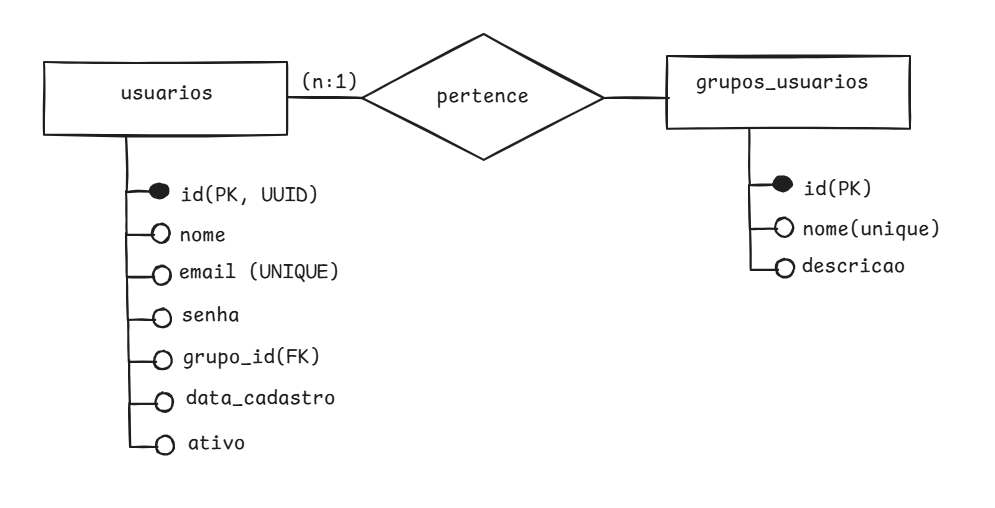 usuarios
(n:1)
pertence
grupos_usuarios
id(PK, UUID)
nome
email (UNIQUE)
senha
grupo_id(FK)
data_cadastro
ativo
id(PK)
nome(unique)
descricao